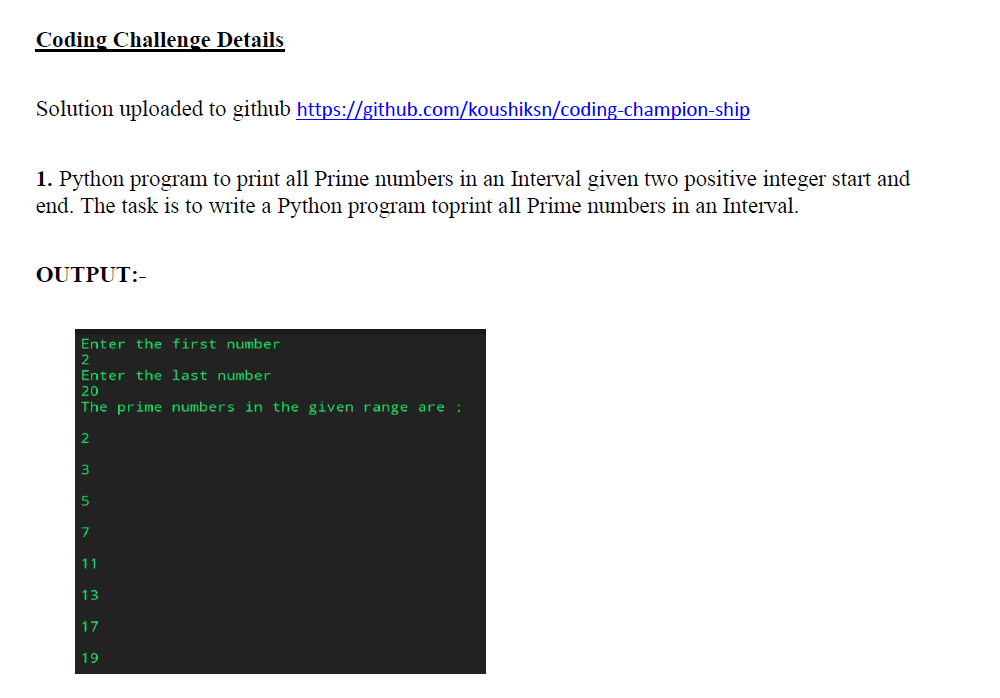 Coding Challenge Details
Solution uploaded to github https://github.com/koushiksn/coding-champion-ship
1. Python program to print all Prime numbers in an Interval given two positive integer start and
end. The task is to write a Python program toprint all Prime numbers in an Interval.
OUTPUT:-
Enter the first number
2
Enter the last number
20
The prime numbers in the given range are :
2
3
5
7
11
13
17
19